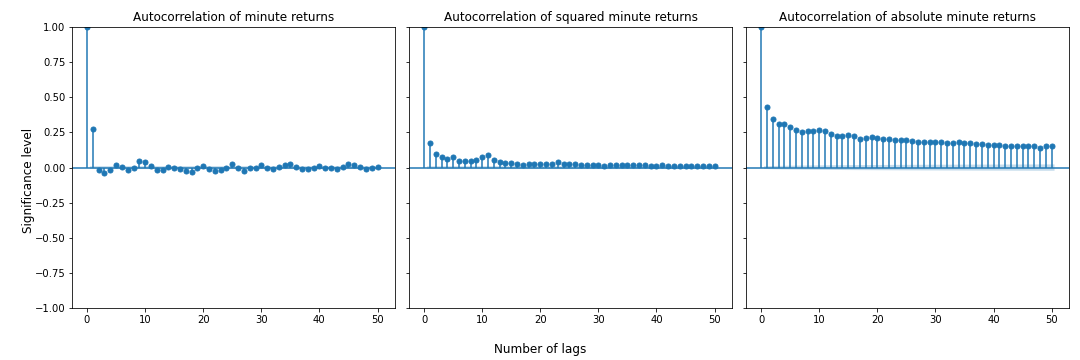 Autocorrelation of minute returns
Autocorrelation of squared minute returns
Autocorrelation of absolute minute returns
1.00
0.75
0.50
0.25
0.00
−0.25
−0.50
−0.75
−1.00
Significance level
0 10 20 30 40 50
0 10 20 30 40 50
0 10 20 30 40 50
Number of lags